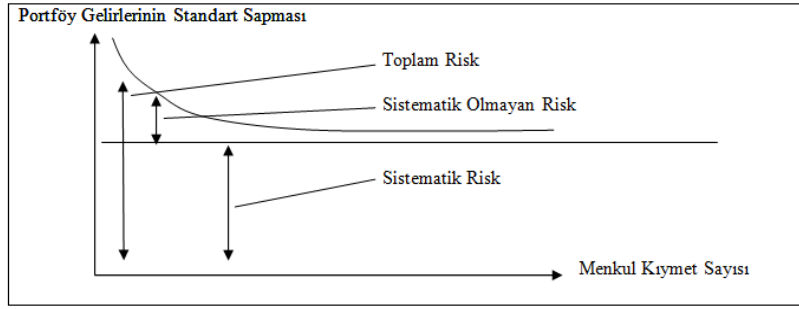 Portföy Gelirlerinin Standart Sapması
Toplam Risk
Sistematik Olmayan Risk
Sistematik Risk
Menkul Kıymet Sayısı